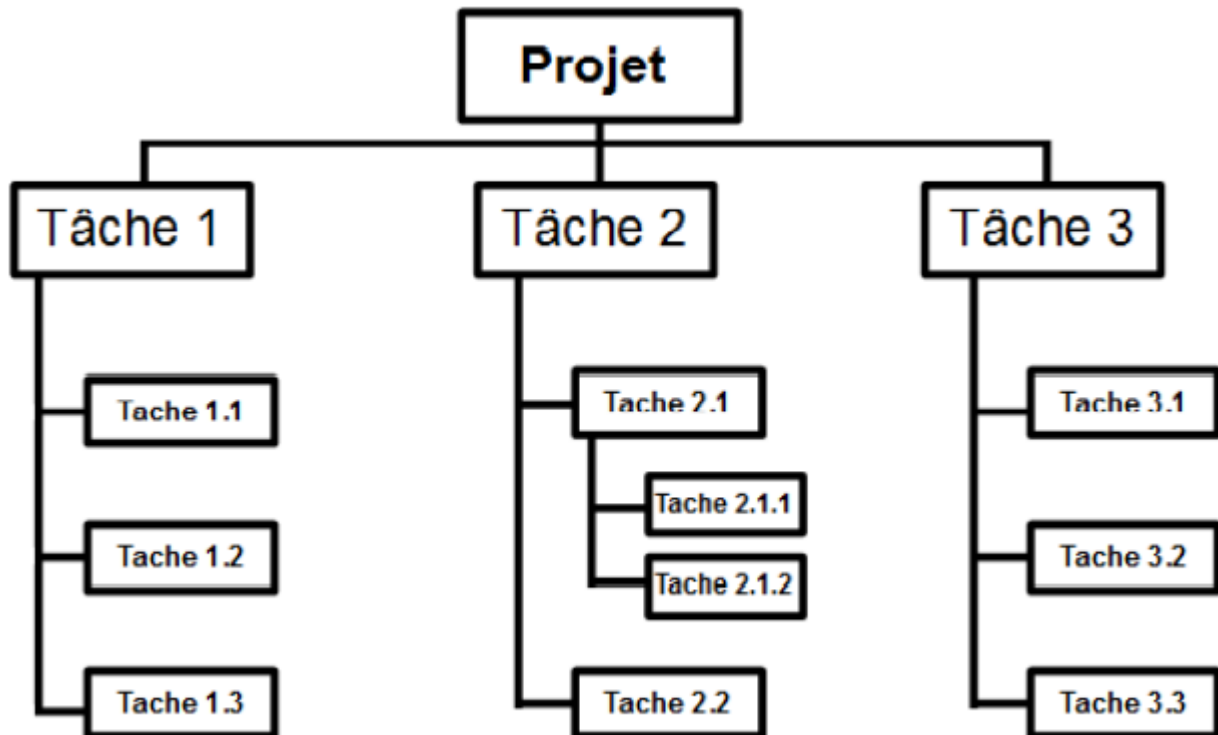 Projet
Tâche 1
Tâche 2
Tâche 3
Tache 1.1
Tache 2.1
Tache 3.1
Tache 2.1.1
Tache 1.2
Tache 2.1.2
Tache 3.2
Tache 1.3
Tache 2.2
Tache 3.3